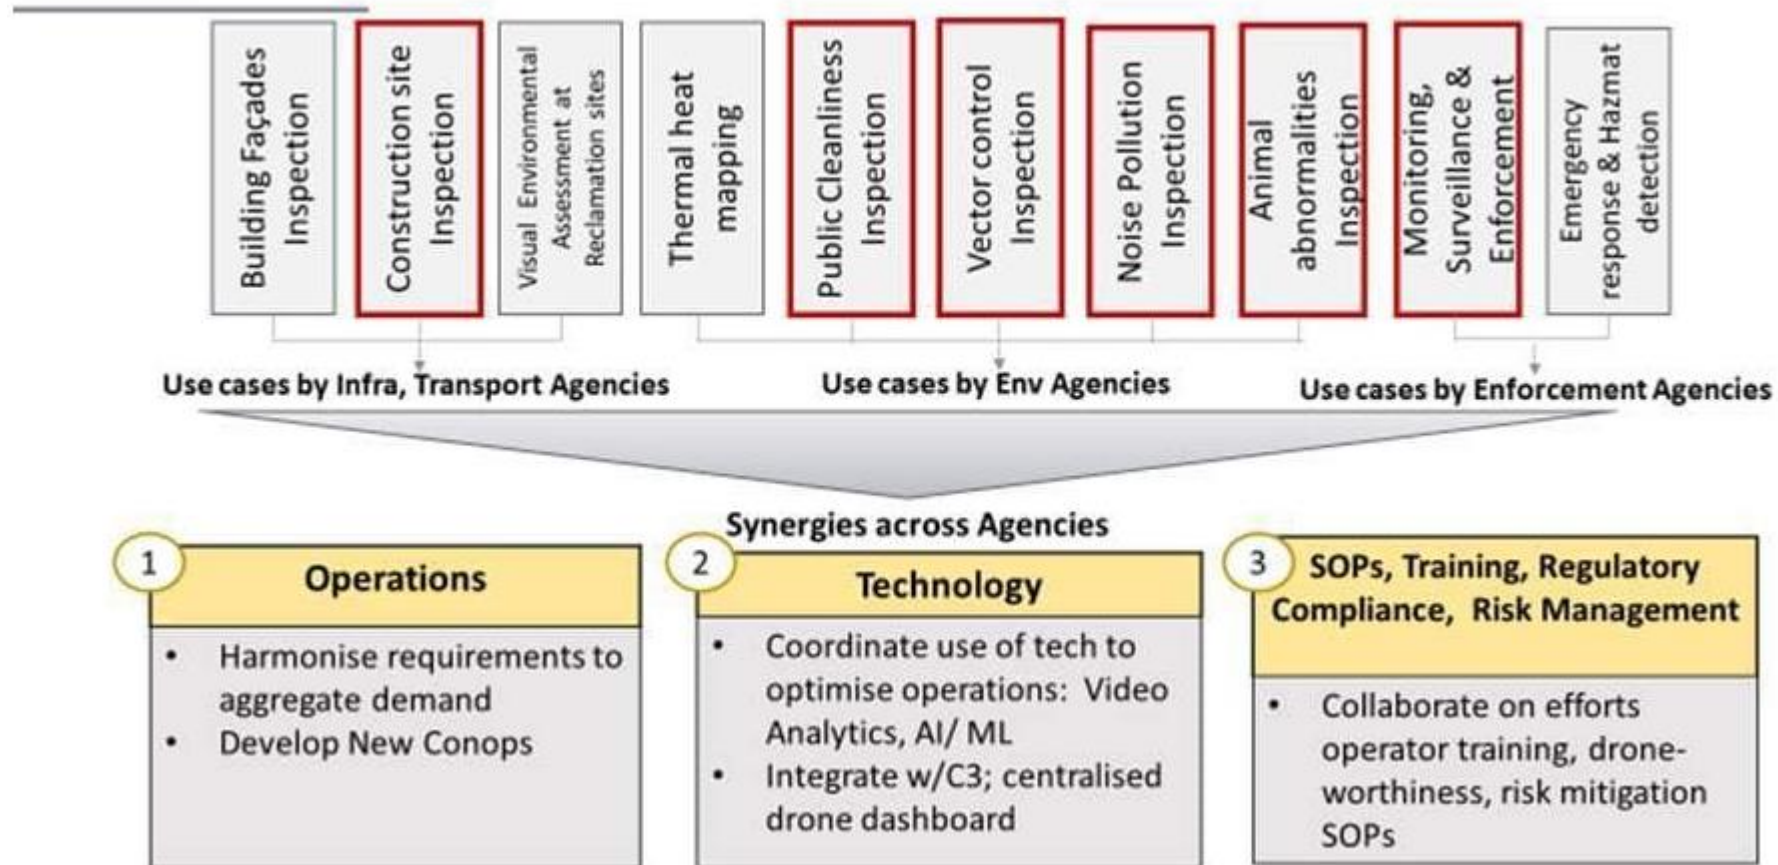 Building Façades
Inspection
Construction site
Inspection
Visual Environmental
Assessment at
Reclamation sites
Thermal heat
mapping
Public Cleanliness
Inspection
Vector control
Inspection
Noise Pollution
Inspection
Animal
abnormalities
Inspection
Monitoring,
Surveillance &
Enforcement
Emergency
response & Hazmat
detection
Use cases by Infra, Transport Agencies
Use cases by Env Agencies
Use cases by Enforcement Agencies
Synergies across Agencies
1
Operations
• Harmonise requirements to
aggregate demand
• Develop New Conops
2
Technology
• Coordinate use of tech to
optimise operations: Video
Analytics, AI/ ML
• Integrate w/C3; centralised
drone dashboard
3
SOPs, Training, Regulatory
Compliance, Risk Management
• Collaborate on efforts
operator training, drone-
worthiness, risk mitigation
SOPs